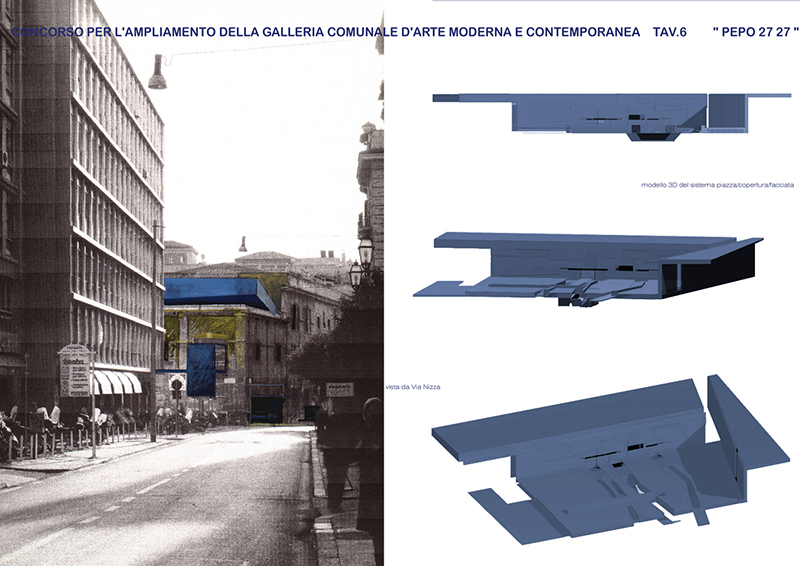 CONCORSO PER L'AMPLIAMENTO DELLA GALLERIA COMUNALE D'ARTE MODERNA E CONTEMPORANEA TAV.6 " PEPO 27 27 "
modello 3D del sistema piazza/copertura/facciata
vista da Via Nizza